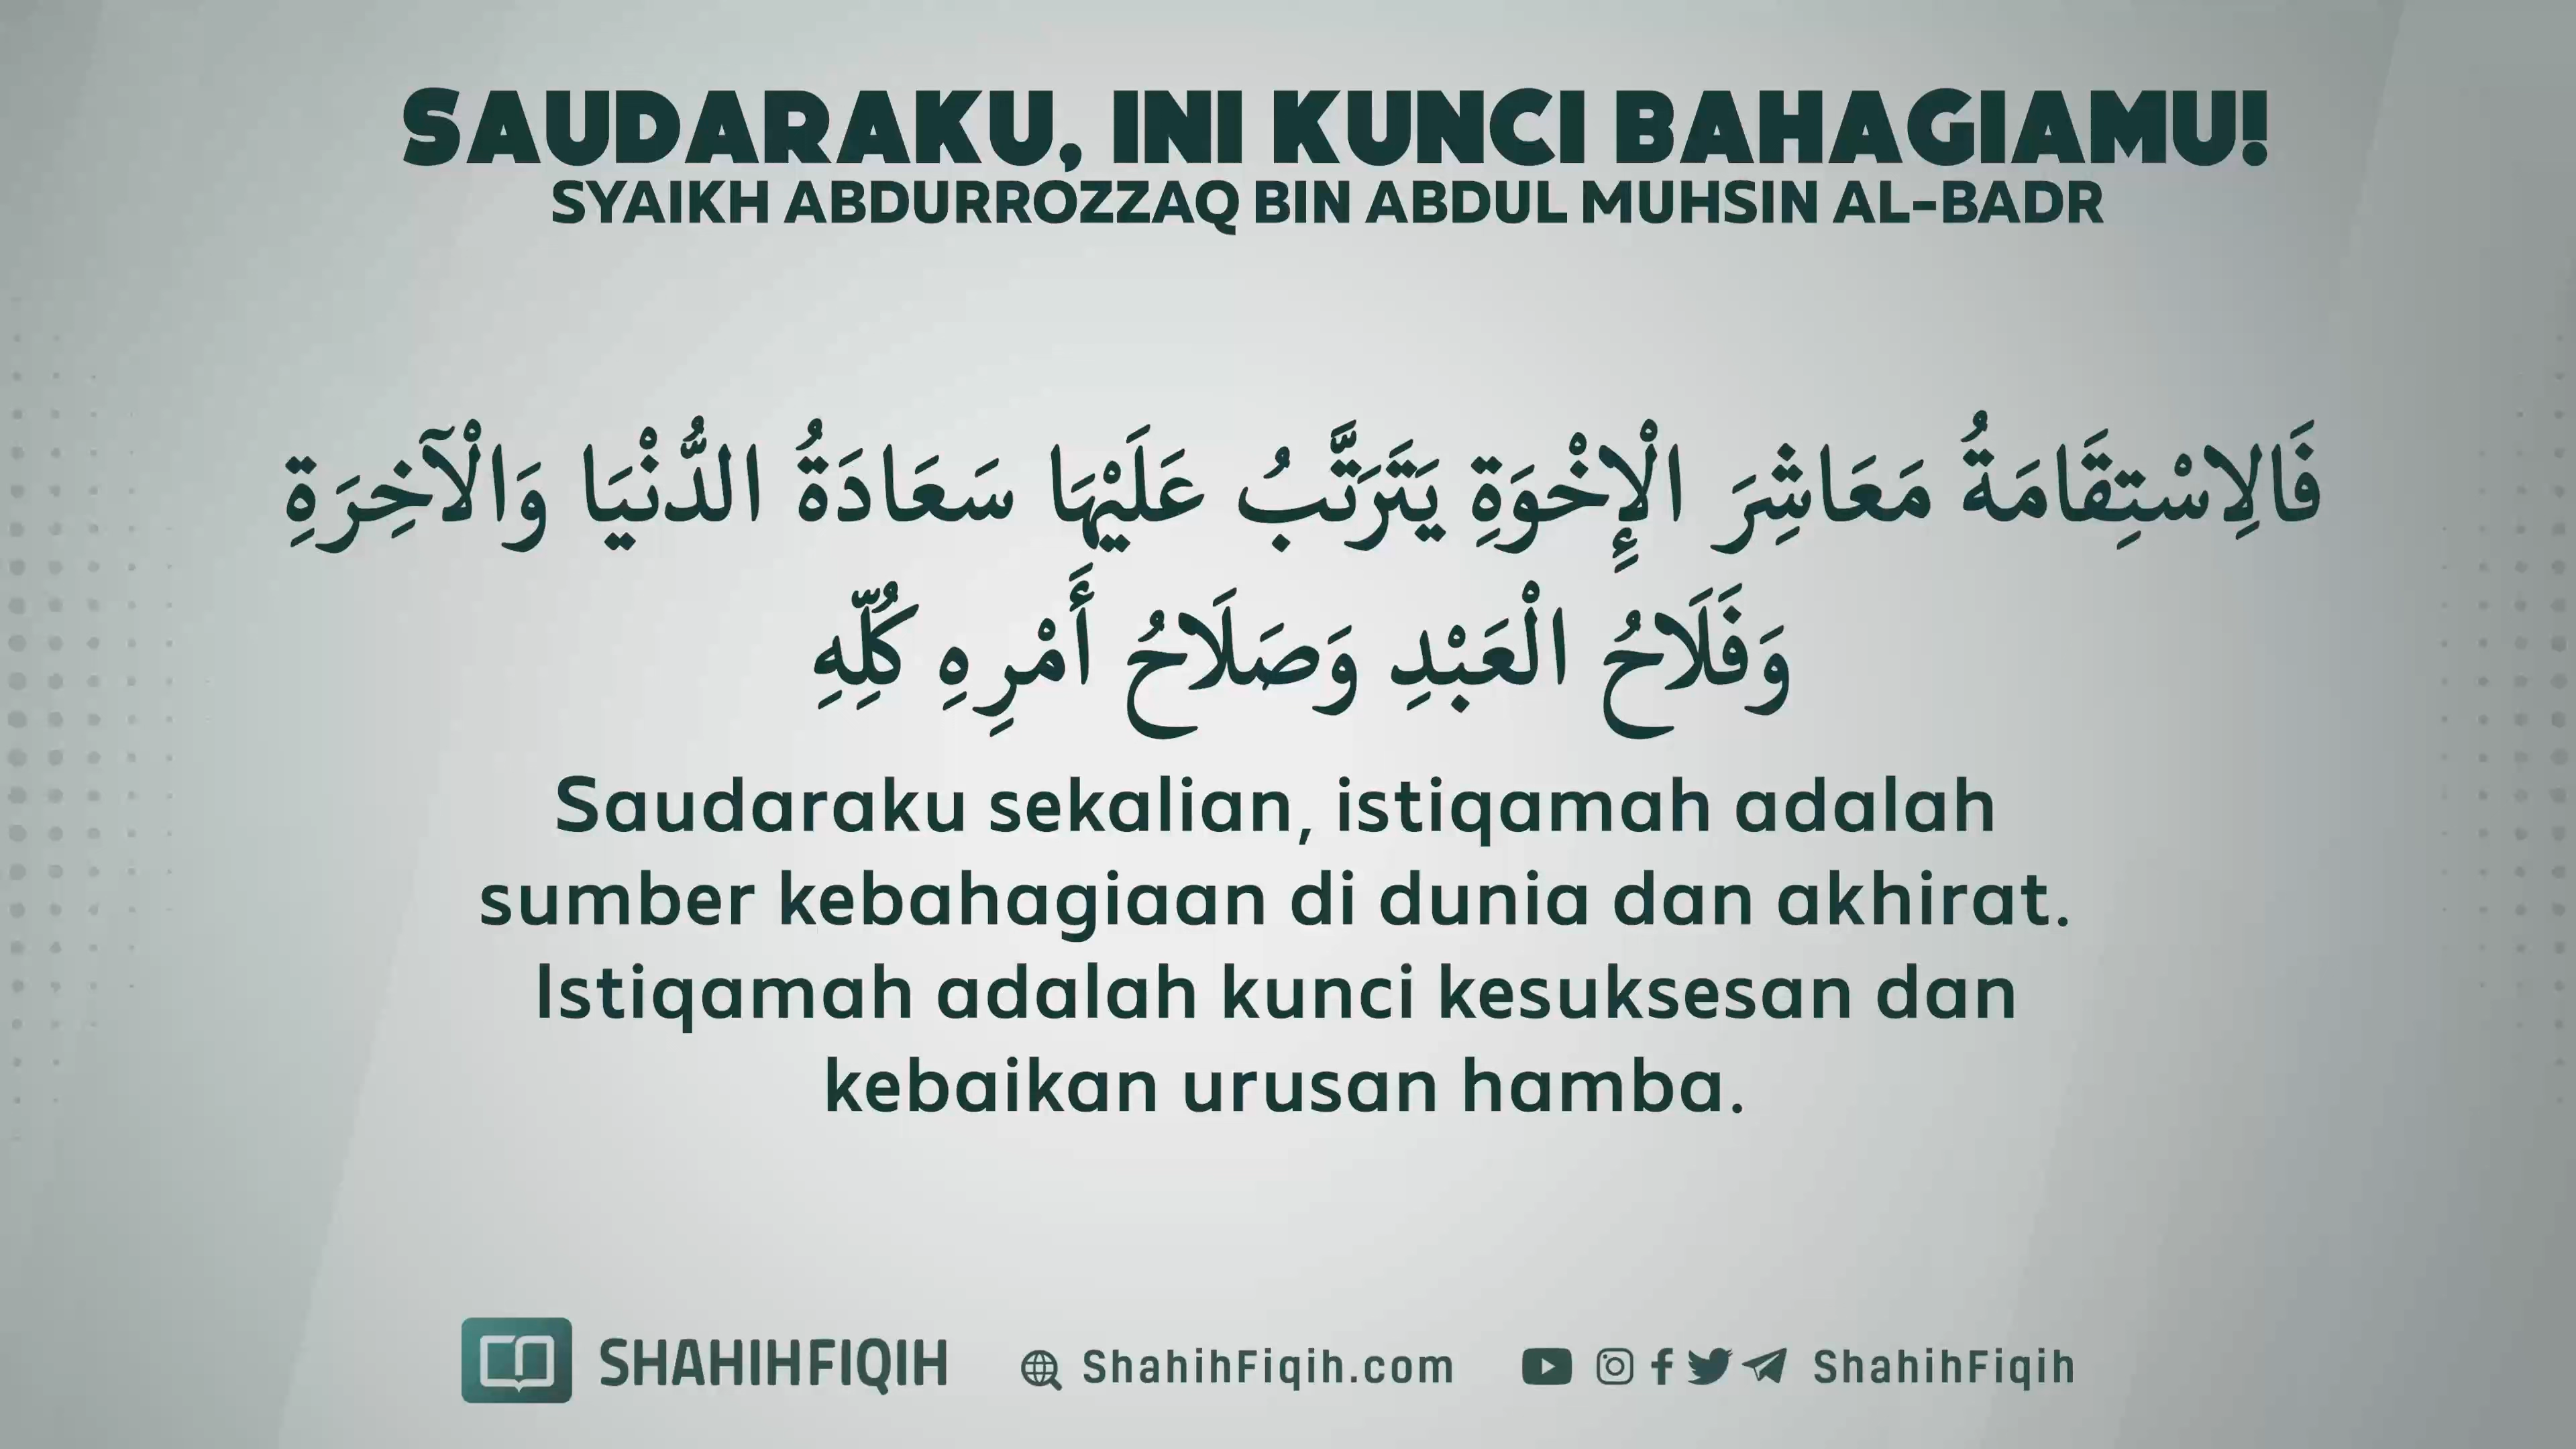 SAUDARAKU, INI KUNCI BAHAGIAMU!
SYAIKH ABDURROZZAQ BIN ABDUL MUHSIN AL-BADR
فَالِاسْتِقَامَةُ مَعَاشِرَ الْإِخْوَةِ يَتَرَتَّبُ عَلَيْهَا سَعَادَةُ الدُّنْيَا وَالْآخِرَةِ
وَفَلَاحُ الْعَبْدِ وَصَلَاحُ أَمْرِهِ كُلِّهِ
Saudaraku sekalian, istiqamah adalah
sumber kebahagiaan di dunia dan akhirat.
Istiqamah adalah kunci kesuksesan dan
kebaikan urusan hamba.
SHAHIHFIQIH ShahihFiqih.com ShahihFiqih